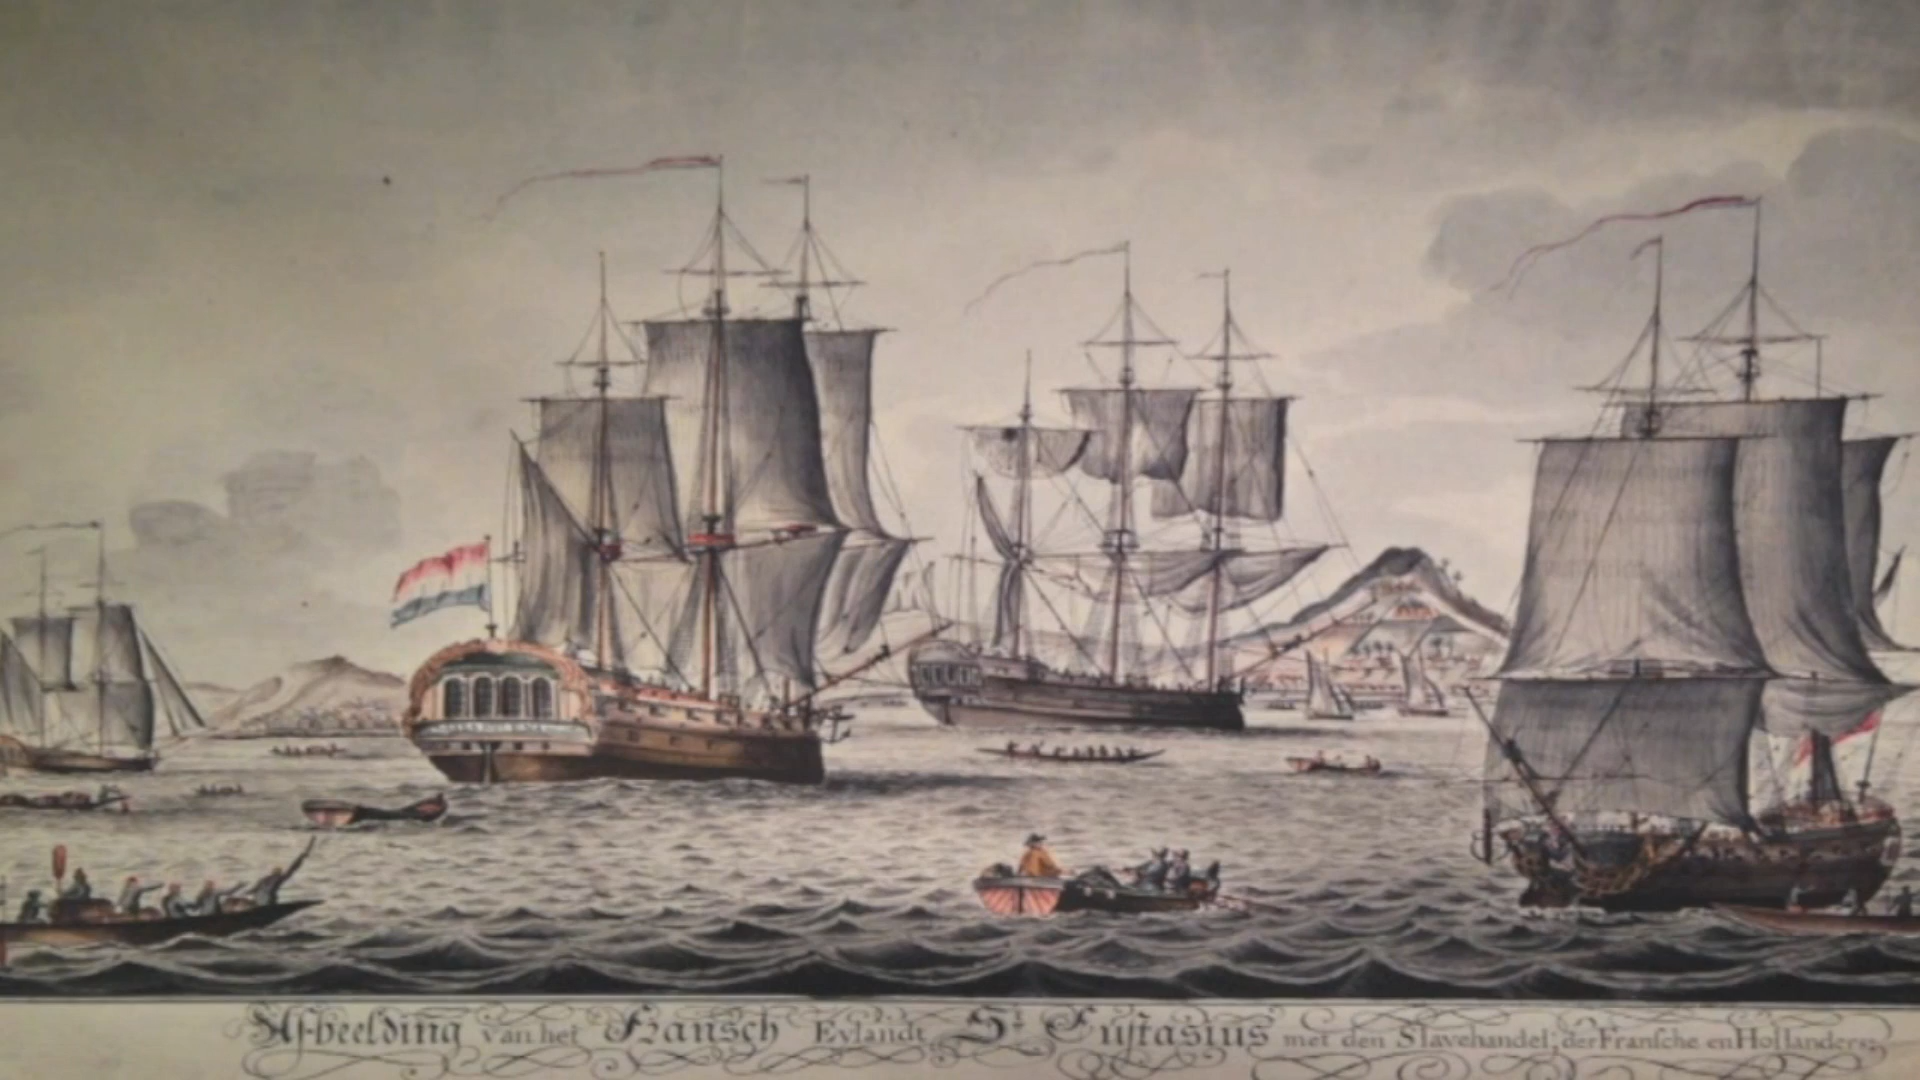 Afbeelding van het Fransch Eylandt St Eustasius met den Slavehandel, der Fransche en Hollanders: